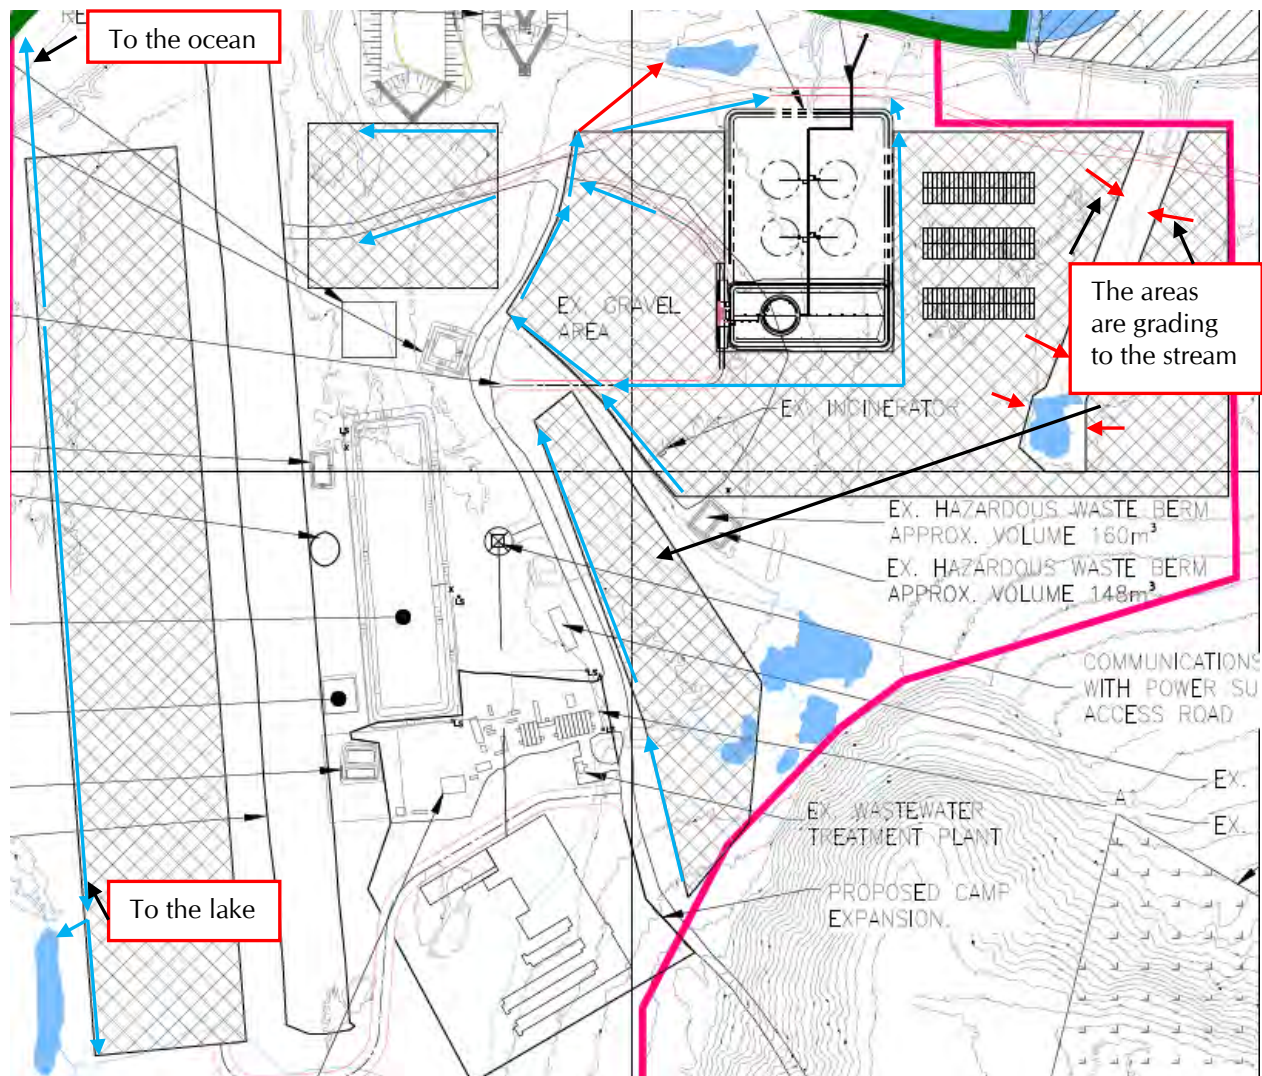 To the ocean
The areas
are grading
to the stream
EX. GRAVEL
AREA
EX. INCINERATOR
EX. HAZARDOUS WASTE BERM
APPROX. VOLUME 160m³
EX. HAZARDOUS WASTE BERM
APPROX. VOLUME 148m³
COMMUNICATIONS
WITH POWER SU
ACCESS ROAD
EX.
EX.
EX. WASTEWATER
TREATMENT PLANT
To the lake
PROPOSED CAMP
EXPANSION.